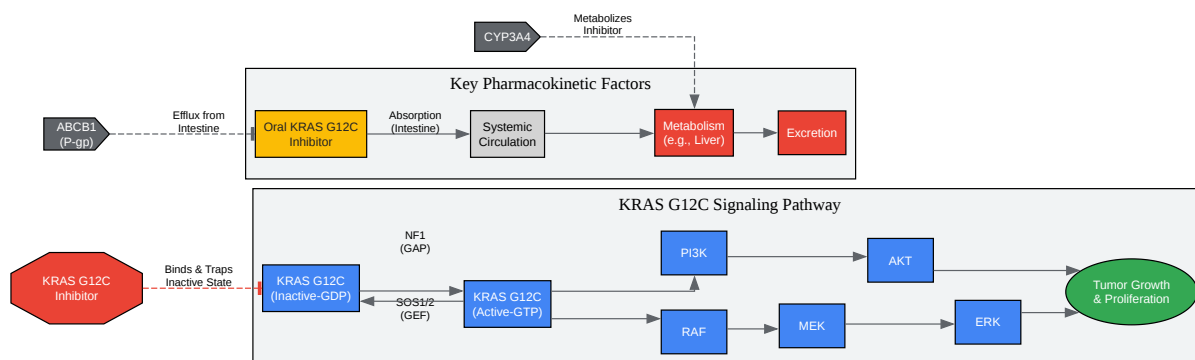 CYP3A4
Metabolizes
Inhibitor
Key Pharmacokinetic Factors
ABCB1
(P-gp)
Efflux from
Intestine
Oral KRAS G12C
Inhibitor
Absorption
(Intestine)
Systemic
Circulation
Metabolism
(e.g., Liver)
Excretion
KRAS G12C Signaling Pathway
KRAS G12C
Inhibitor
Binds & Traps
Inactive State
KRAS G12C
(Inactive-GDP)
NF1
(GAP)
SOS1/2
(GEF)
KRAS G12C
(Active-GTP)
PI3K
AKT
RAF
MEK
ERK
Tumor Growth
& Proliferation